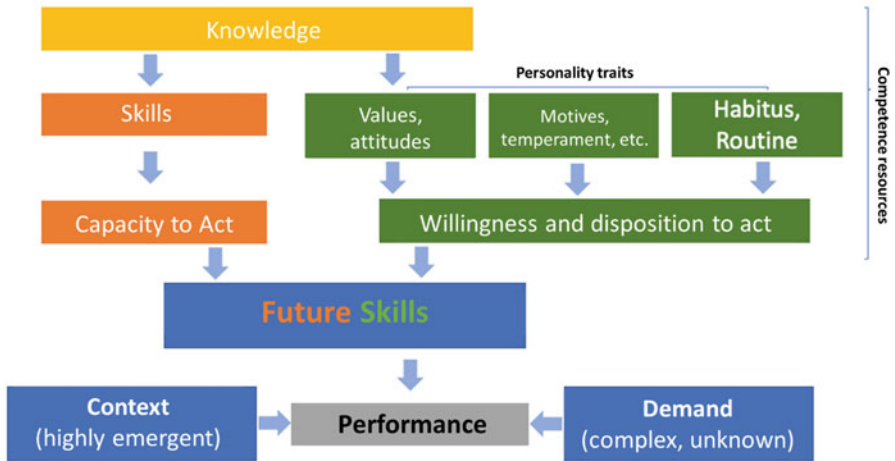 Knowledge
Personality traits
Skills
Values,
attitudes
Motives,
temperament, etc.
Habitus,
Routine
Competence resources
Capacity to Act
Willingness and disposition to act
Future Skills
Context
(highly emergent)
Performance
Demand
(complex, unknown)